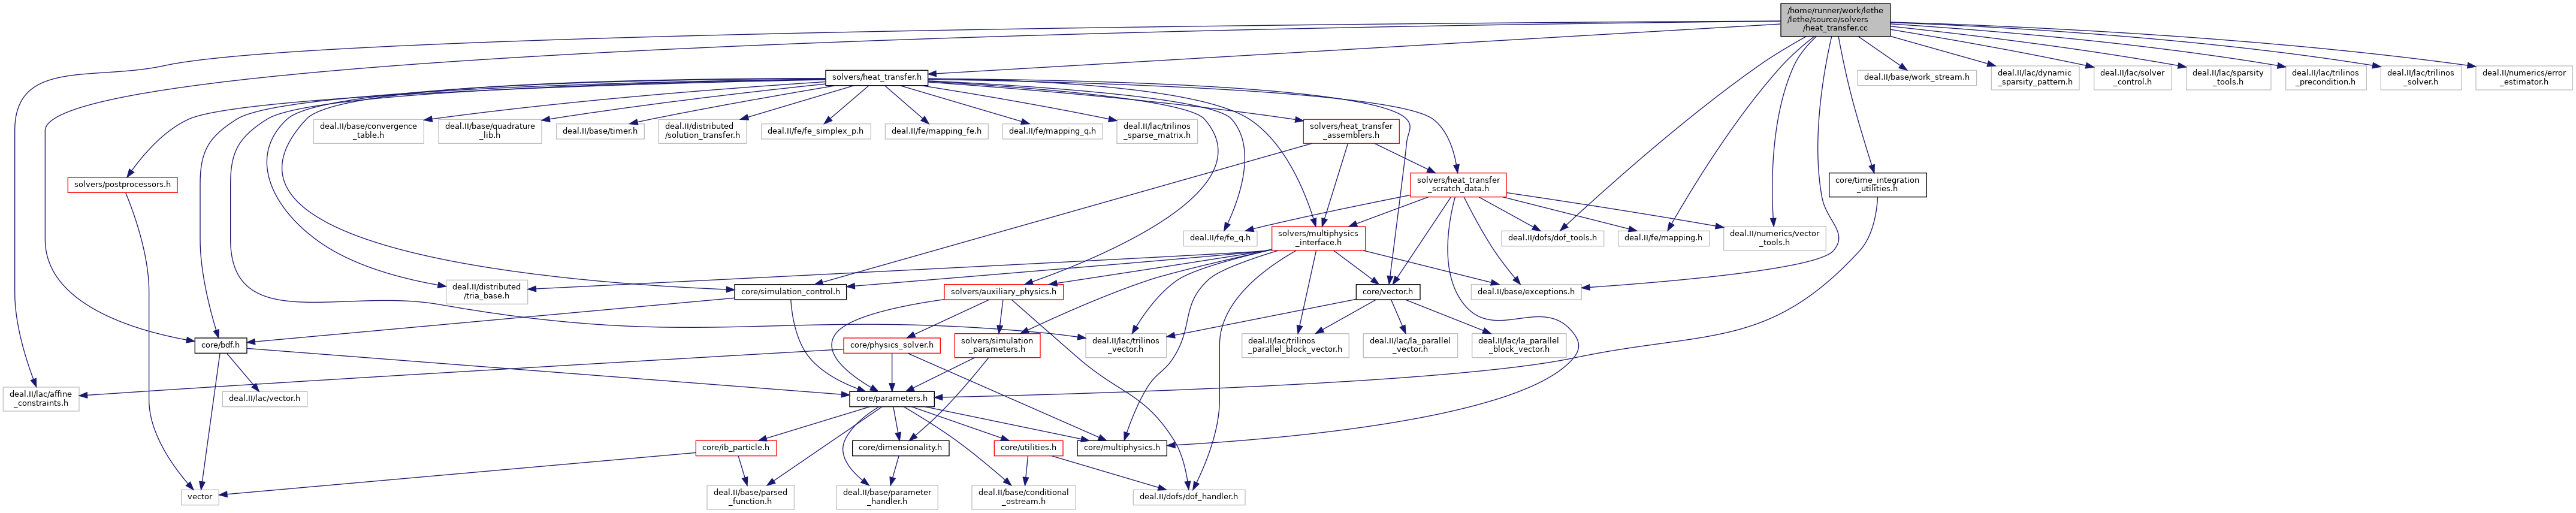 /home/runner/work/lethe
/lethe/source/solvers
/heat_transfer.cc
solvers/heat_transfer.h
deal.II/base/work_stream.h
deal.II/lac/dynamic
_sparsity_pattern.h
deal.II/lac/solver
_control.h
deal.II/lac/sparsity
_tools.h
deal.II/lac/trilinos
_precondition.h
deal.II/lac/trilinos
_solver.h
deal.II/numerics/error
_estimator.h
deal.II/base/convergence
_table.h
deal.II/base/quadrature
_lib.h
deal.II/base/timer.h
deal.II/distributed
/solution_transfer.h
deal.II/fe/fe_simplex_p.h
deal.II/fe/mapping_fe.h
deal.II/fe/mapping_q.h
deal.II/lac/trilinos
_sparse_matrix.h
solvers/heat_transfer
_assemblers.h
solvers/postprocessors.h
solvers/heat_transfer
_scratch_data.h
core/time_integration
_utilities.h
deal.II/fe/fe_q.h
solvers/multiphysics
_interface.h
deal.II/dofs/dof_tools.h
deal.II/fe/mapping.h
deal.II/numerics/vector
_tools.h
deal.II/distributed
/tria_base.h
core/simulation_control.h
solvers/auxiliary_physics.h
core/vector.h
deal.II/base/exceptions.h
core/bdf.h
core/physics_solver.h
solvers/simulation
_parameters.h
deal.II/lac/trilinos
_vector.h
deal.II/lac/trilinos
_parallel_block_vector.h
deal.II/lac/la_parallel
_vector.h
deal.II/lac/la_parallel
_block_vector.h
deal.II/lac/affine
_constraints.h
deal.II/lac/vector.h
core/parameters.h
core/ib_particle.h
core/dimensionality.h
core/utilities.h
core/multiphysics.h
vector
deal.II/base/parsed
_function.h
deal.II/base/parameter
_handler.h
deal.II/base/conditional
_ostream.h
deal.II/dofs/dof_handler.h